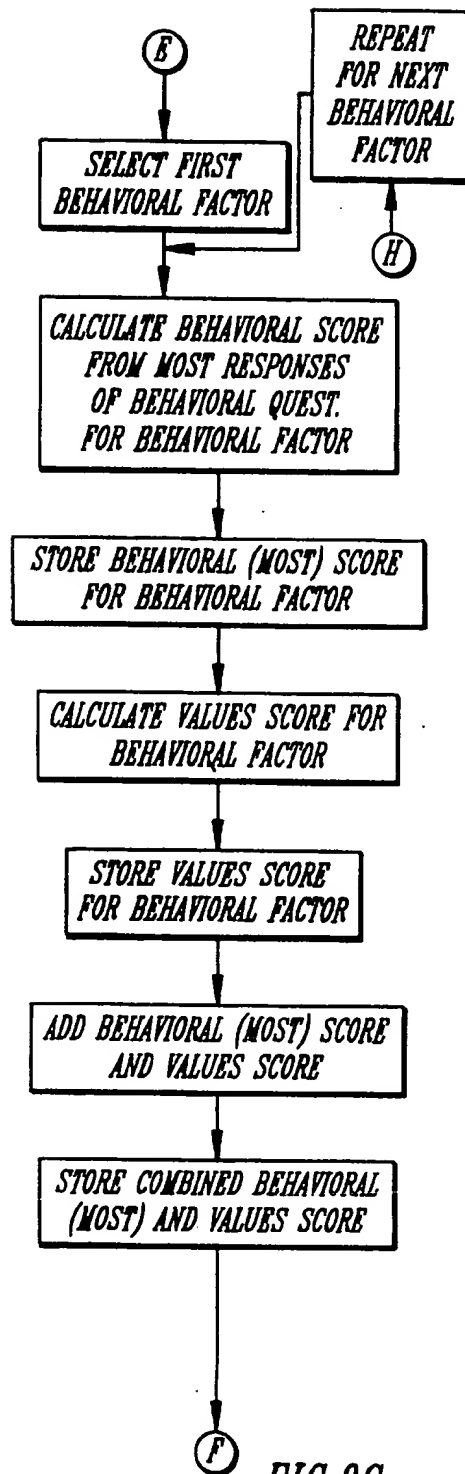 E
SELECT FIRST
BEHAVIORAL FACTOR
REPEAT
FOR NEXT
BEHAVIORAL
FACTOR
H
CALCULATE BEHAVIORAL SCORE
FROM MOST RESPONSES
OF BEHAVIORAL QUEST.
FOR BEHAVIORAL FACTOR
STORE BEHAVIORAL (MOST) SCORE
FOR BEHAVIORAL FACTOR
CALCULATE VALUES SCORE FOR
BEHAVIORAL FACTOR
STORE VALUES SCORE
FOR BEHAVIORAL FACTOR
ADD BEHAVIORAL (MOST) SCORE
AND VALUES SCORE
STORE COMBINED BEHAVIORAL
(MOST) AND VALUES SCORE
F